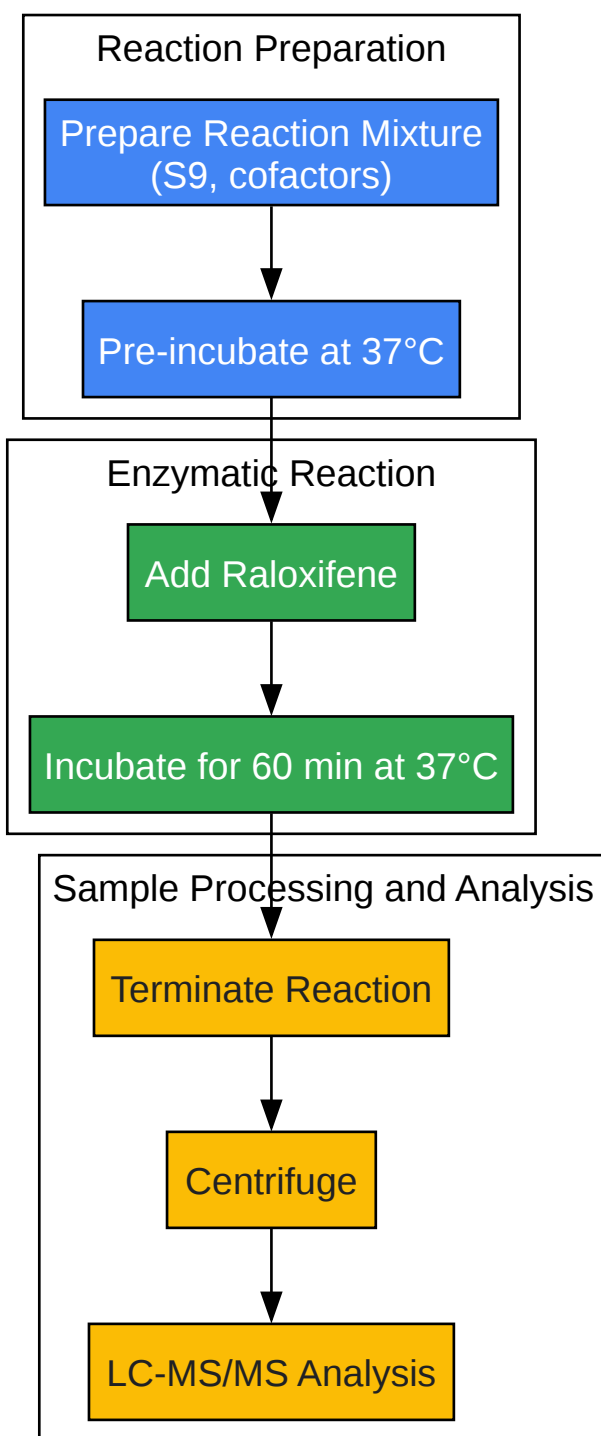 Reaction Preparation
Prepare Reaction Mixture
(S9, cofactors)
Pre-incubate at 37°C
Enzymatic Reaction
Add Raloxifene
Incubate for 60 min at 37°C
Sample Processing and Analysis
Terminate Reaction
Centrifuge
LC-MS/MS Analysis